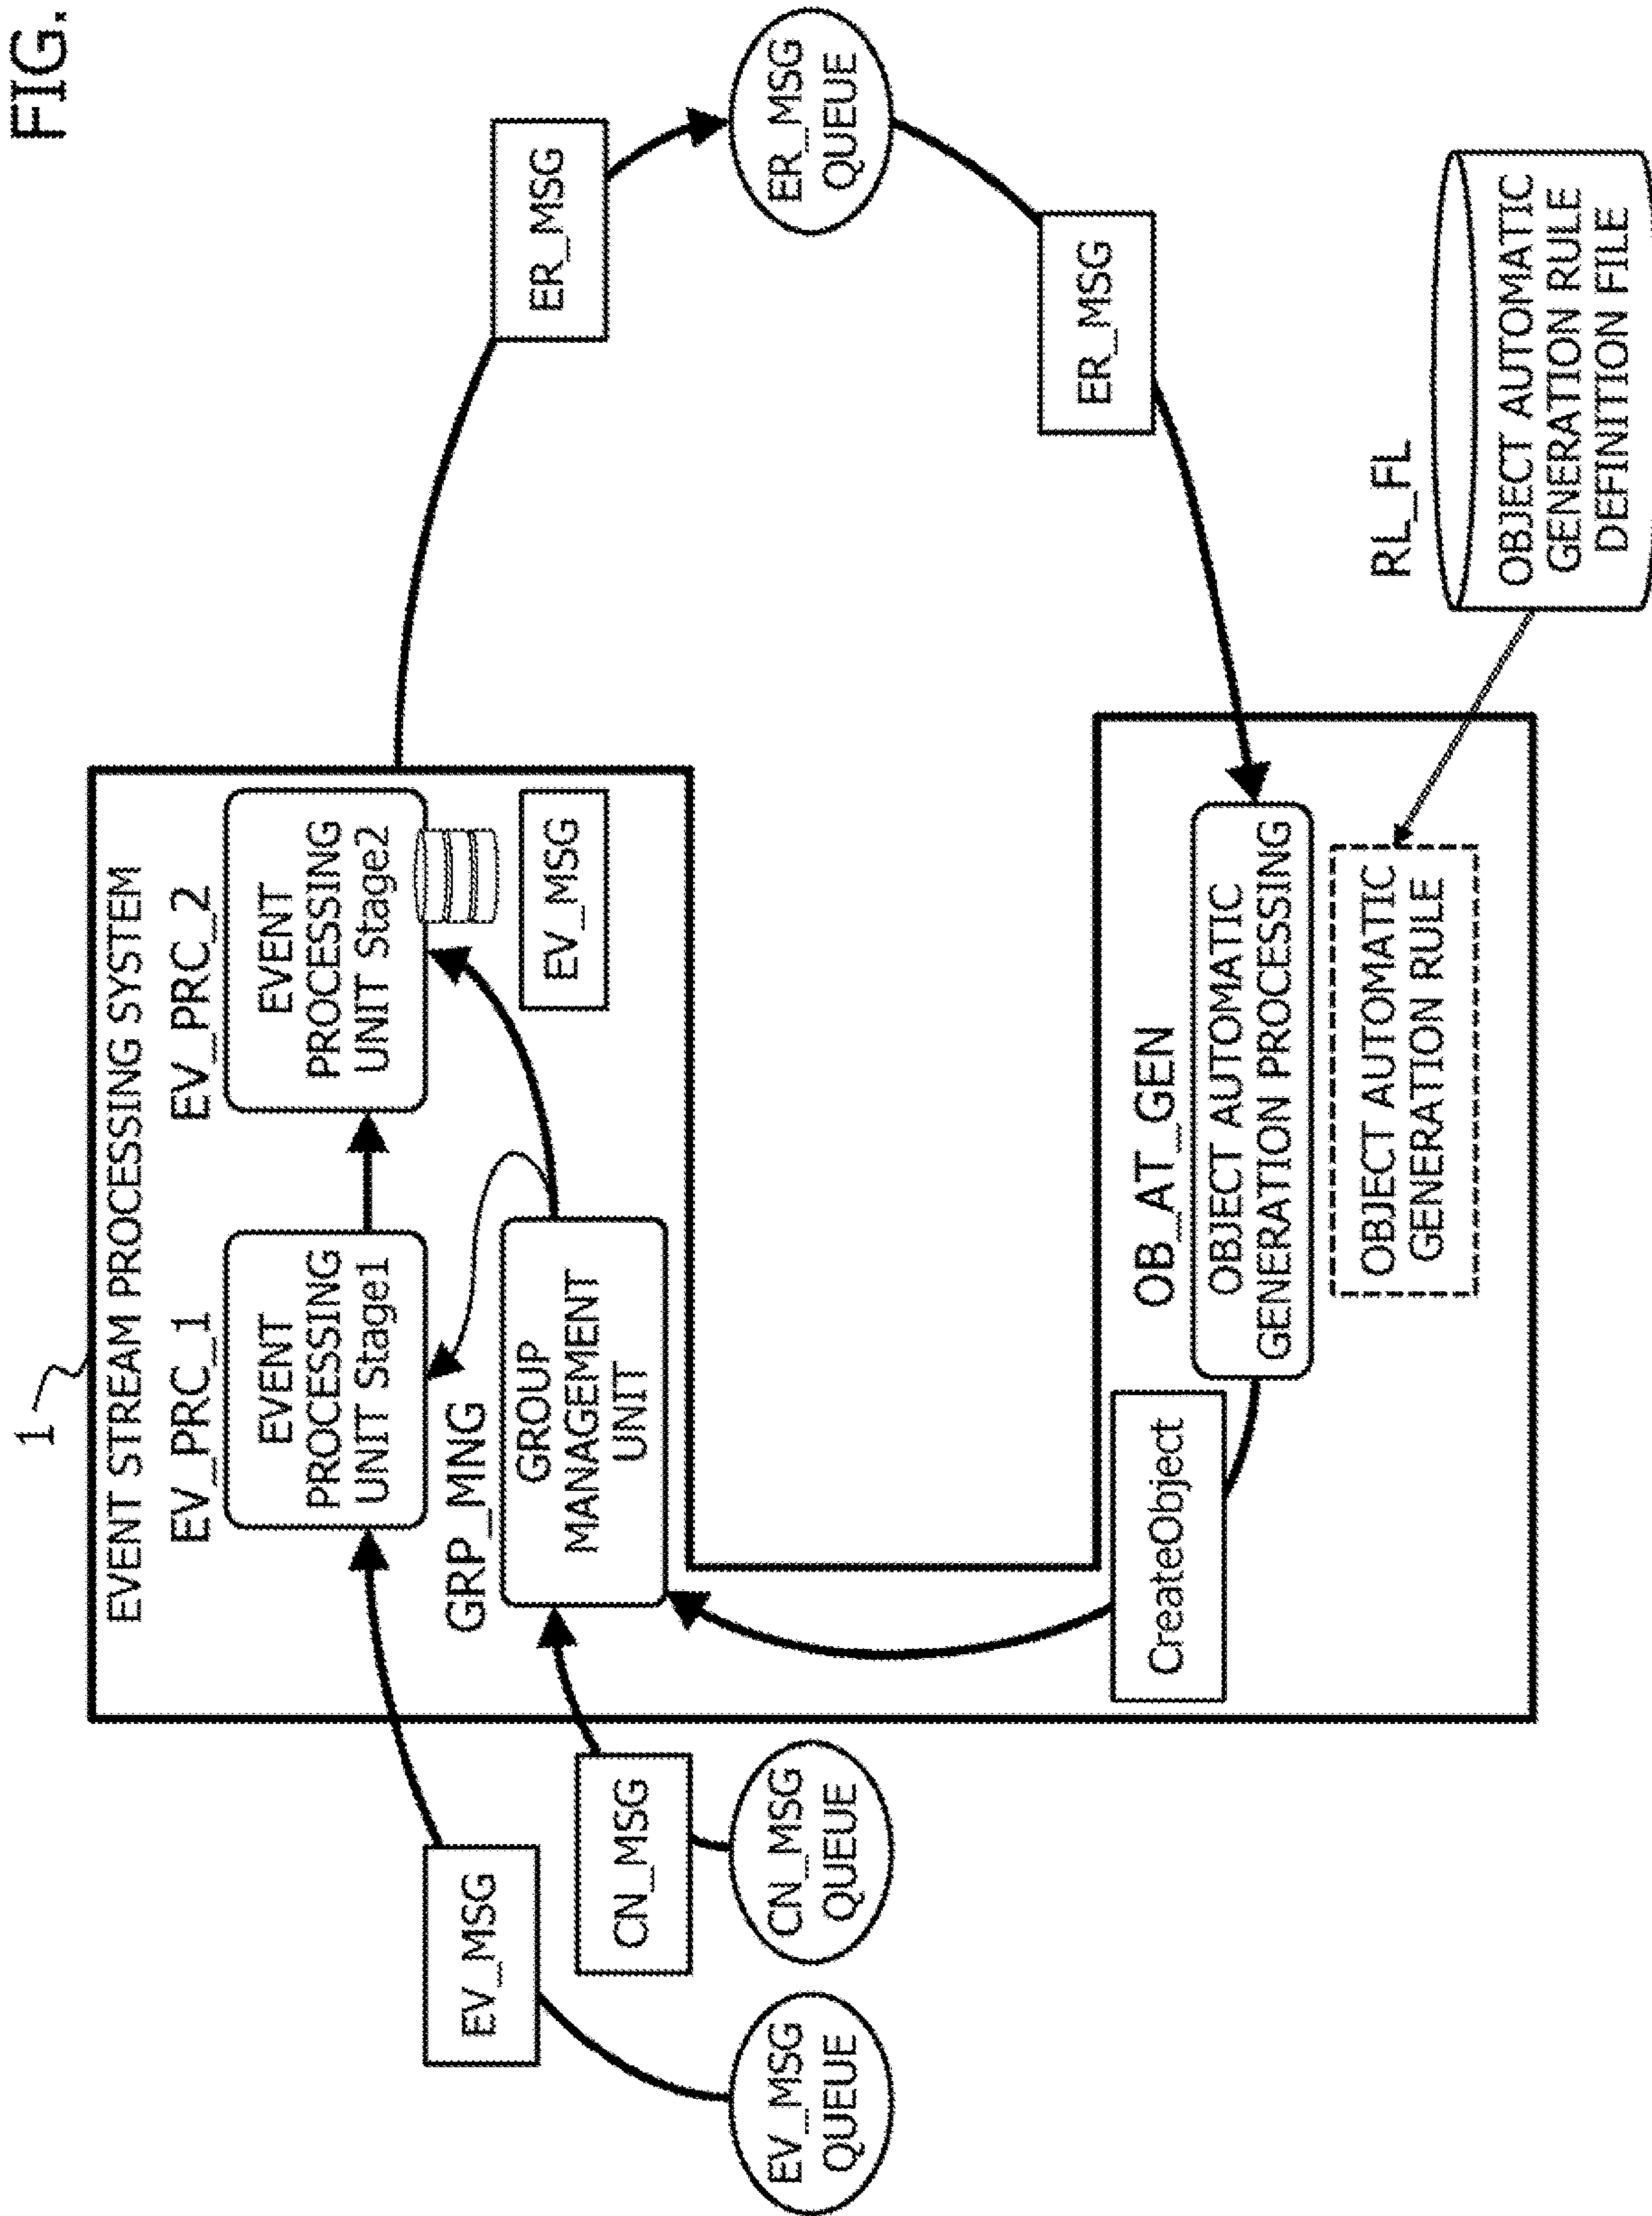 FIG.
1
EVENT STREAM PROCESSING SYSTEM
EV_PRC_1
EVENT
PROCESSING
UNIT Stage1
EV_PRC_2
EVENT
PROCESSING
UNIT Stage2
EV_MSG
GRP_MNG
GROUP
MANAGEMENT
UNIT
EV_MSG
CN_MSG
EV_MSG
QUEUE
CN_MSG
QUEUE
ER_MSG
ER_MSG
QUEUE
ER_MSG
CreateObject
OB_AT_GEN
OBJECT AUTOMATIC
GENERATION PROCESSING
OBJECT AUTOMATIC
GENERATION RULE
RL_FL
OBJECT AUTOMATIC
GENERATION RULE
DEFINITION FILE